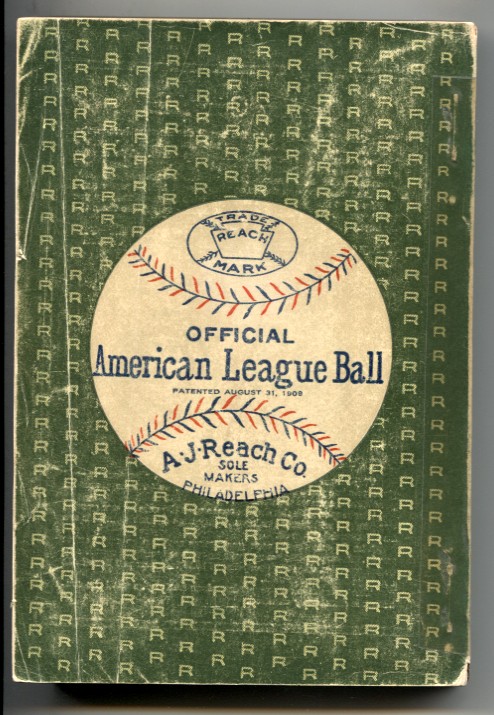 TRADE
REACH
MARK
OFFICIAL
American League Ball
PATENTED AUGUST 31, 1909
A·J·Reach Co.
SOLE
MAKERS
PHILADELPHIA